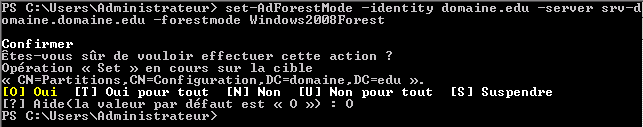 PS C:\Users\Administrateur> set-AdForestMode -identity domaine.edu -server srv-d
omaine.domaine.edu -forestmode Windows2008Forest
Confirmer
Êtes-vous sûr de vouloir effectuer cette action ?
Opération « Set » en cours sur la cible
« CN=Partitions,CN=Configuration,DC=domaine,DC=edu ».
[O] Oui  [T] Oui pour tout  [N] Non  [U] Non pour tout  [S] Suspendre
[?] Aide(la valeur par défaut est « O ») : O
PS C:\Users\Administrateur>